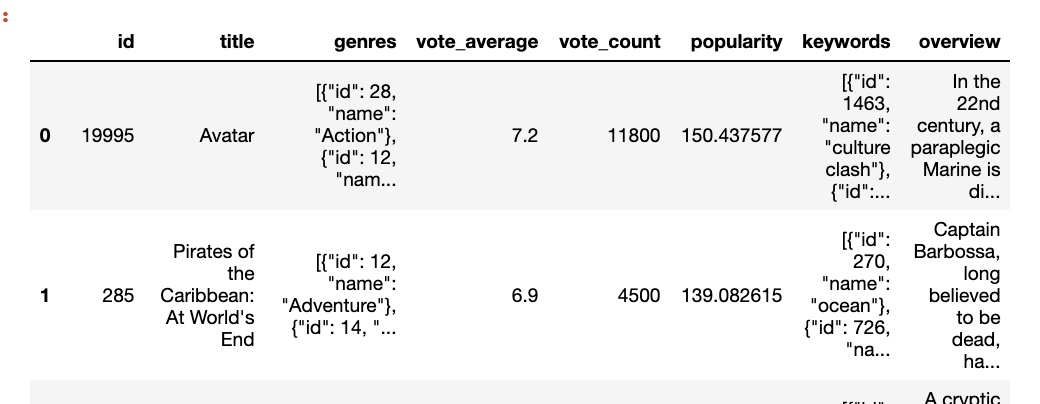 :
id title genres vote_average vote_count popularity keywords overview
0 19995 Avatar
[{"id": 28,
"name":
"Action"},
{"id": 12,
"nam...
7.2 11800 150.437577
[{"id":
1463,
"name":
"culture
clash"},
{"id":...
In the
22nd
century, a
paraplegic
Marine is
di...
1 285
Pirates of
the
Caribbean:
At World's
End
[{"id": 12,
"name":
"Adventure"},
{"id": 14, "...
6.9 4500 139.082615
[{"id":
270,
"name":
"ocean"},
{"id": 726,
"na...
Captain
Barbossa,
long
believed
to be
dead,
ha...
A cryptic